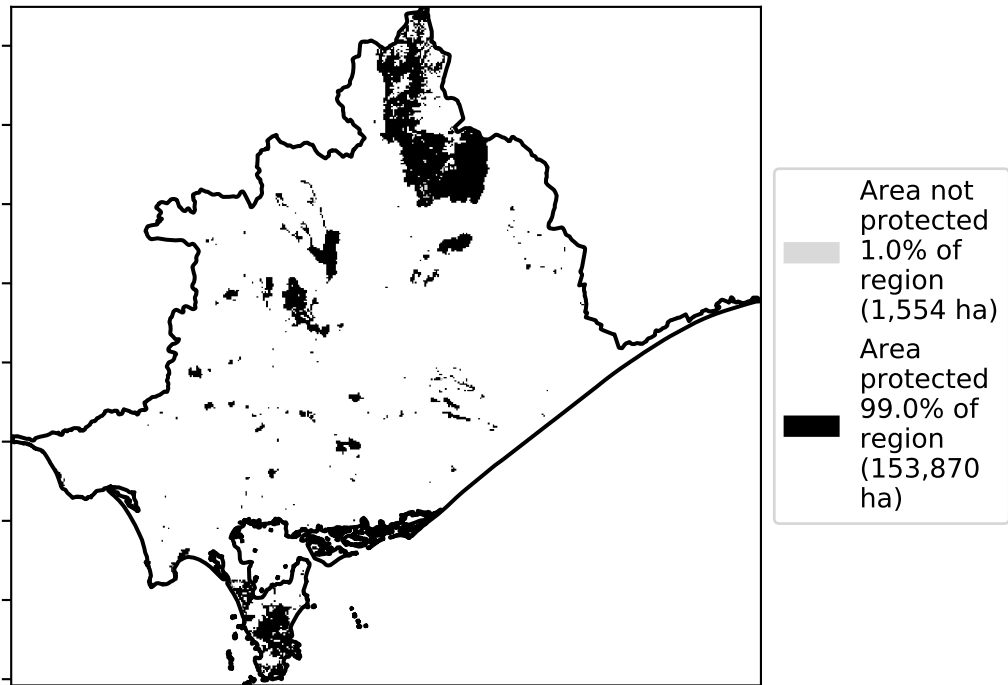 Area not
protected
1.0% of
region
(1,554 ha)
Area
protected
99.0% of
region
(153,870
ha)